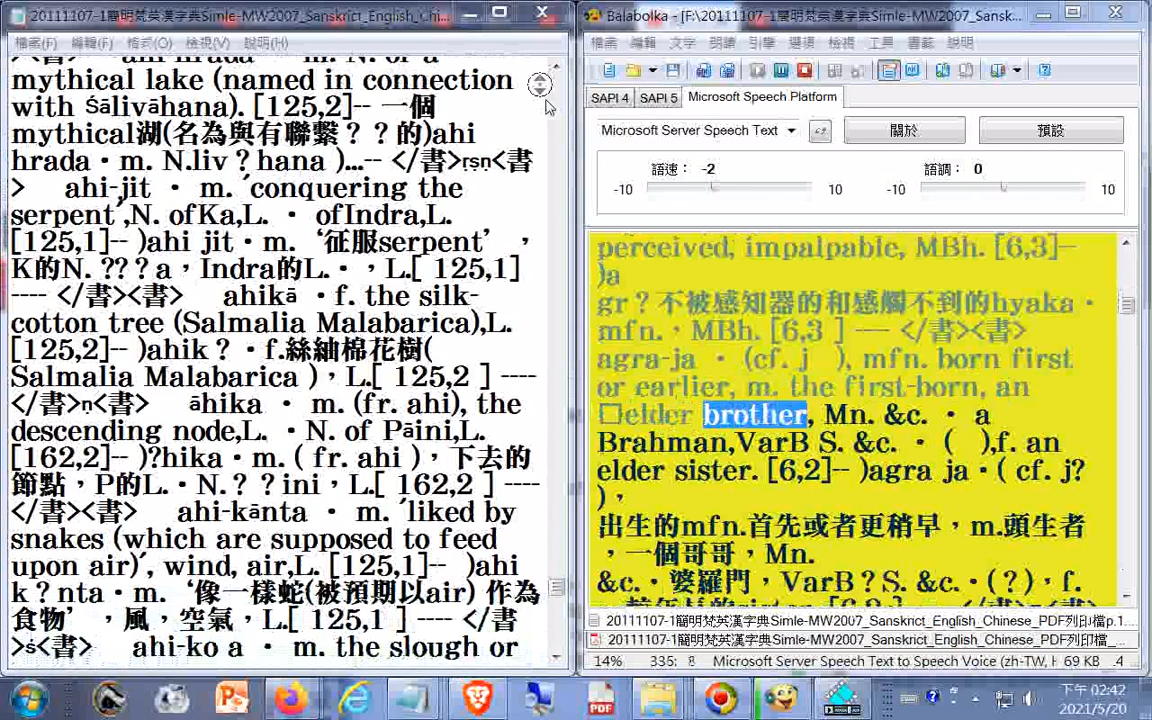 20111107-1簡明梵英漢字典Simle-MW2007_Sanskrict_English_Chi...
檔案(F) 編輯(E) 格式(O) 檢視(V) 說明(H)
mythical lake (named in connection
with Śālivāhana). [125,2]-- 一個
mythical湖(名為與有聯繫？？的)ahi
hrada・m. N.liv？hana )...-- </書>ṛṣṇ<書
> ahi-jit ・ m. ´conquering the
serpent´,N. ofKa,L. ・ ofIndra,L.
[125,1]-- )ahi jit・m.‘征服serpent’，
K的N. ???a，Indra的L.・，L.[ 125,1]
---- </書><書> ahikā ・f. the silk-
cotton tree (Salmalia Malabarica),L.
[125,2]-- )ahik？・f.絲紬棉花樹(
Salmalia Malabarica )，L.[ 125,2 ] ----
</書>ṇ<書> āhika ・m. (fr. ahi), the
descending node,L. ・N. of Pāini,L.
[162,2]--)?hika・m. ( fr. ahi )，下去的
節點，P的L.・N.？？ini，L.[ 162,2 ] ----
</書><書> ahi-kānta ・ m. ´liked by
snakes (which are supposed to feed
upon air)´, wind, air,L. [125,1]-- )ahi
k？nta・m.‘像一樣蛇(被預期以air) 作為
食物’，風，空氣，L.[ 125,1 ] ---- </書
>ś<書> ahi-ko a ・m. the slough or
Balabolka - [F:\20111107-1簡明梵英漢字典Simle-MW2007_Sansk...
檔案 編輯 文字 朗讀 引擎 選項 檢視 工具 書籤 說明
SAPI 4 SAPI 5 Microsoft Speech Platform
Microsoft Server Speech Text 關於 預設
語速： -2 語調： 0
-10 10 -10 10
perceived, impalpable, MBh. [6,3]--
)a
gr？不被感知器的和感觸不到的hyaka・
mfn.，MBh. [6,3 ] ---- </書><書>
agra-ja ・ (cf. j ), mfn. born first
or earlier, m. the first-born, an
□elder brother, Mn. &c. ・ a
Brahman,VarB S. &c. ・ ( ),f. an
elder sister. [6,2]-- )agra ja・( cf. j?
)，
出生的mfn.首先或者更稍早，m.頭生者
，一個哥哥，Mn.
&c.・婆羅門，VarB？S. &c.・(？)，f.
20111107-1簡明梵英漢字典Simle-MW2007_Sanskrict_English_Chinese_PDF列印檔p.1...
20111107-1簡明梵英漢字典Simle-MW2007_Sanskrict_English_Chinese_PDF列印檔 ...
14% 335: 8 Microsoft Server Speech Text to Speech Voice (zh-TW, H 69 KB .4
下午 02:42
2021/5/20